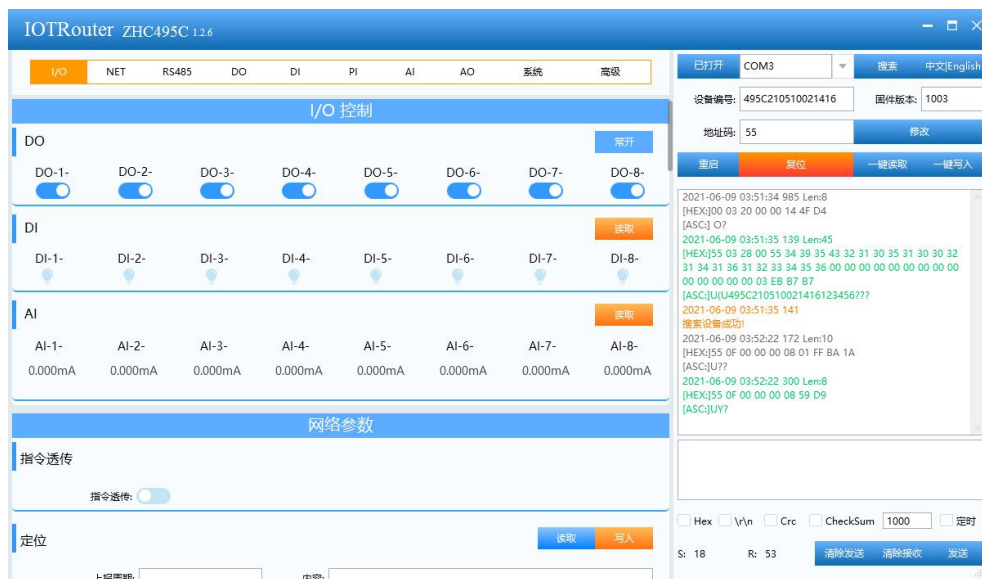 IOTRouter ZHC495C 1.2.6
I/O NET RS485 DO DI PI AI AO 系统 高级
I/O 控制
DO 常开
DO-1- DO-2- DO-3- DO-4- DO-5- DO-6- DO-7- DO-8-
DI 读取
DI-1- DI-2- DI-3- DI-4- DI-5- DI-6- DI-7- DI-8-
AI 读取
AI-1- AI-2- AI-3- AI-4- AI-5- AI-6- AI-7- AI-8-
0.000mA 0.000mA 0.000mA 0.000mA 0.000mA 0.000mA 0.000mA 0.000mA
网络参数
指令透传
指令透传:
定位 读取 写入
上报周期: 内容:
已打开 COM3 搜索 中文|English
设备编号: 495C210510021416 固件版本: 1003
地址码: 55 修改
重启 复位 一键读取 一键写入
2021-06-09 03:51:34 985 Len:8
[HEX:]00 03 20 00 00 14 4F D4
[ASC:] O?
2021-06-09 03:51:35 139 Len:45
[HEX:]55 03 28 00 55 34 39 35 43 32 31 30 35 31 30 30 32
31 34 31 36 31 32 33 34 35 36 00 00 00 00 00 00 00 00 00
00 00 00 00 00 03 EB B7 B7
[ASC:]U(U495C210510021416123456???
2021-06-09 03:51:35 141
搜索设备成功!
2021-06-09 03:52:22 172 Len:10
[HEX:]55 0F 00 00 00 08 01 FF BA 1A
[ASC:]U??
2021-06-09 03:52:22 300 Len:8
[HEX:]55 0F 00 00 00 08 59 D9
[ASC:]UY?
Hex \r\n Crc CheckSum 1000 定时
S: 18 R: 53 清除发送 清除接收 发送